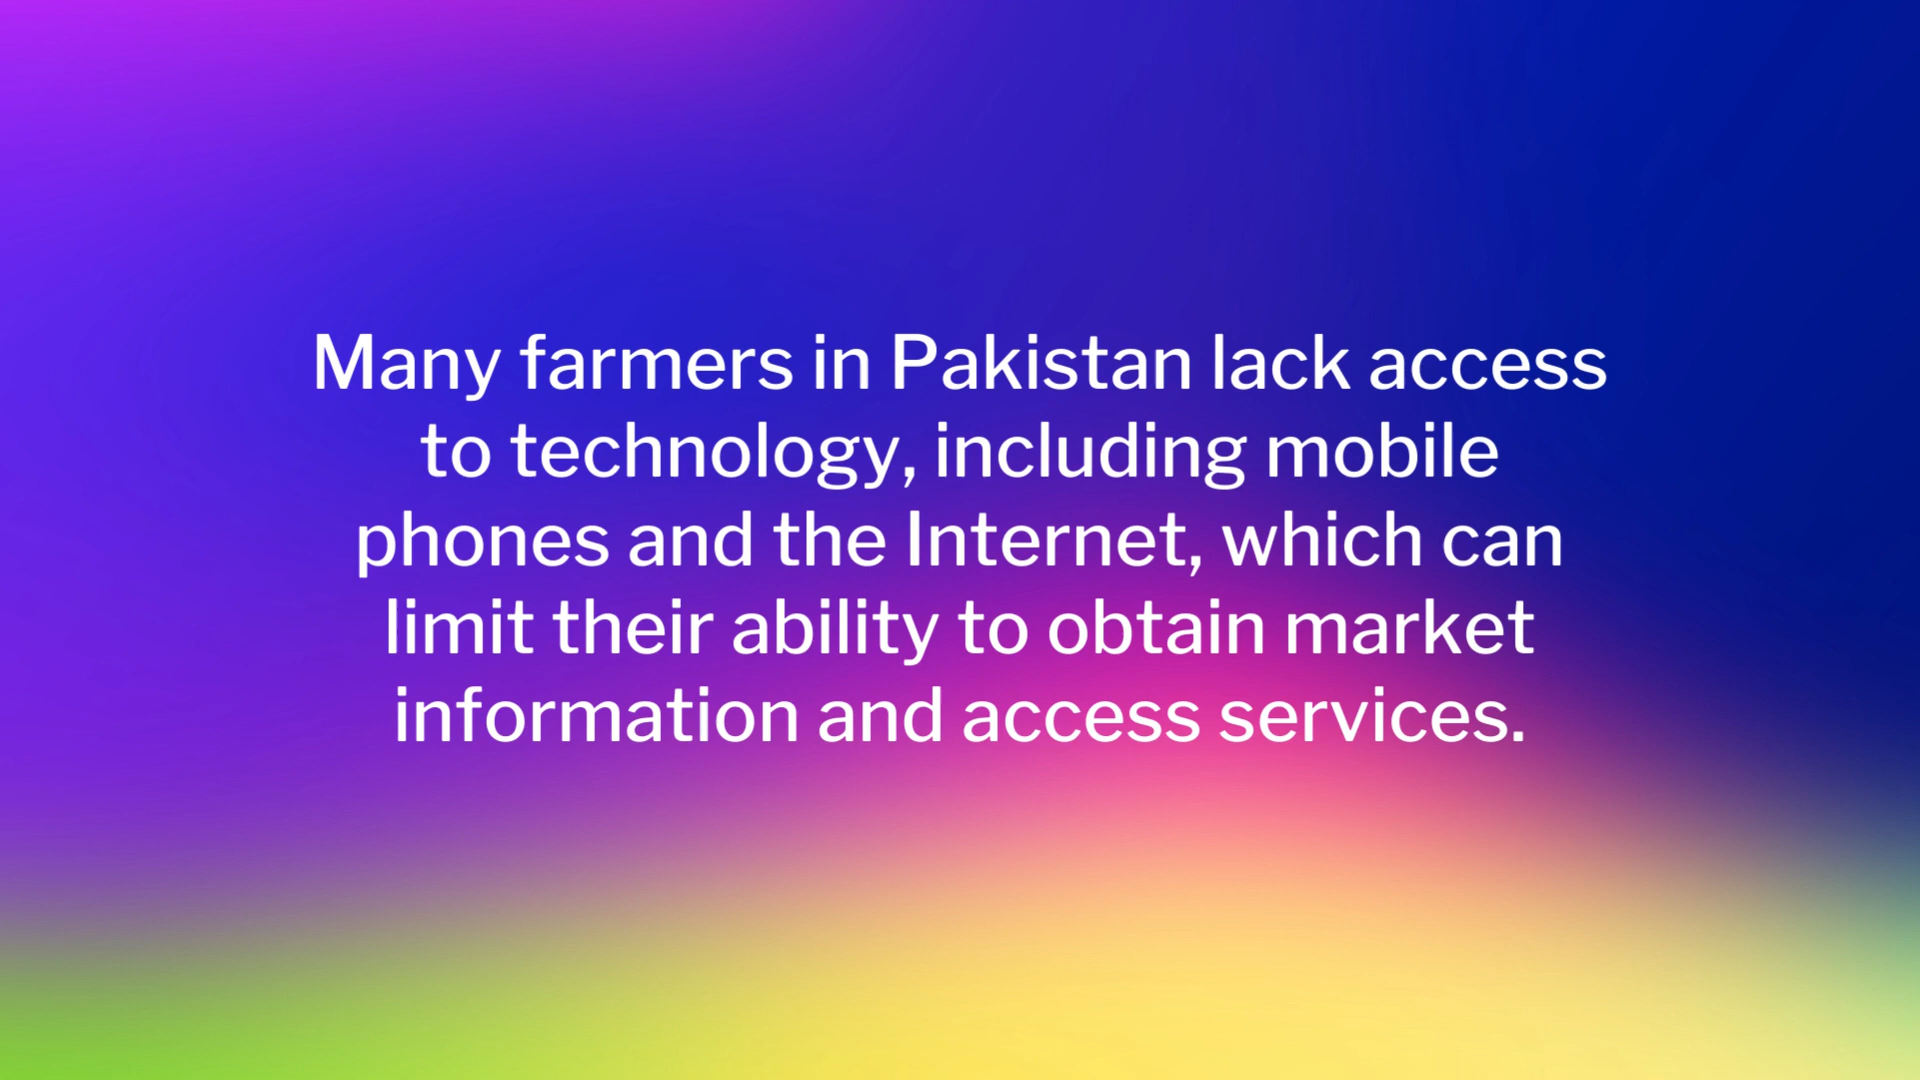 Many farmers in Pakistan lack access
to technology, including mobile
phones and the Internet, which can
limit their ability to obtain market
information and access services.